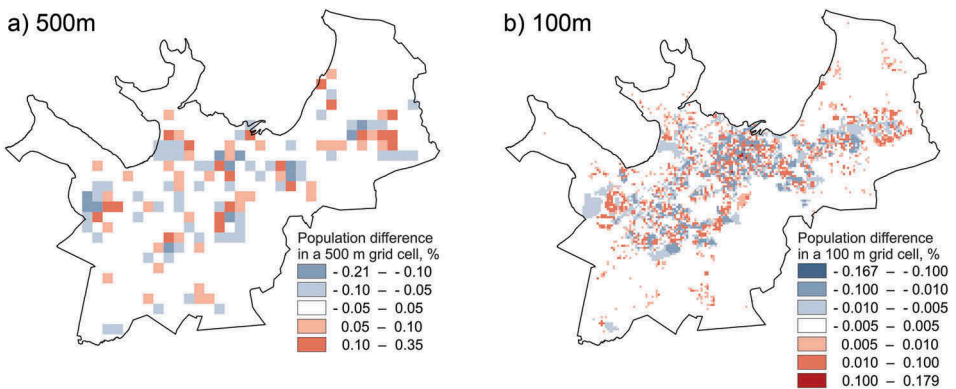 a) 500m
Population difference
in a 500 m grid cell, %
- 0.21 – - 0.10
- 0.10 – - 0.05
- 0.05 – 0.05
0.05 – 0.10
0.10 – 0.35
b) 100m
Population difference
in a 100 m grid cell, %
- 0.167 – - 0.100
- 0.100 – - 0.010
- 0.010 – - 0.005
- 0.005 – 0.005
0.005 – 0.010
0.010 – 0.100
0.100 – 0.179